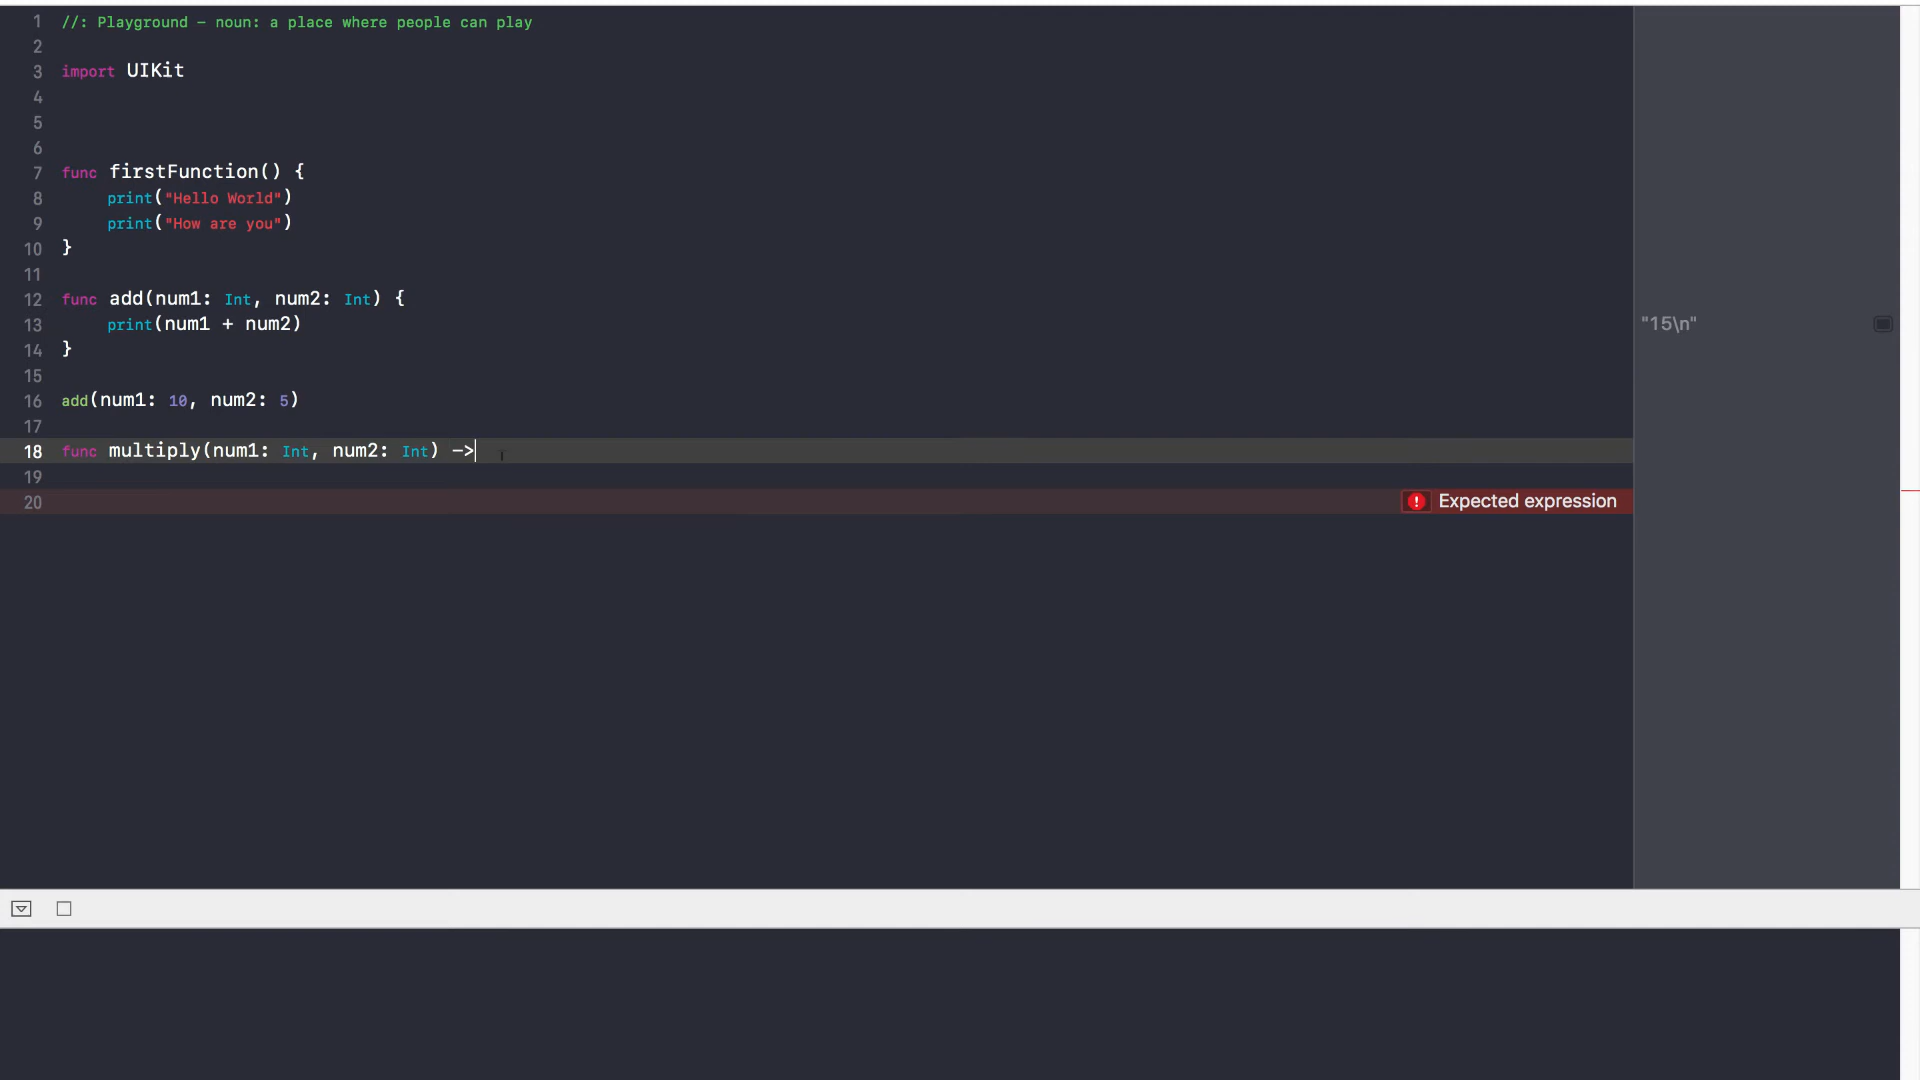 1 //: Playground - noun: a place where people can play
2
3 import UIKit
4
5
6
7 func firstFunction() {
8 print("Hello World")
9 print("How are you")
10 }
11
12 func add(num1: Int, num2: Int) {
13 print(num1 + num2) "15\n"
14 }
15
16 add(num1: 10, num2: 5)
17
18 func multiply(num1: Int, num2: Int) ->
19
20 Expected expression